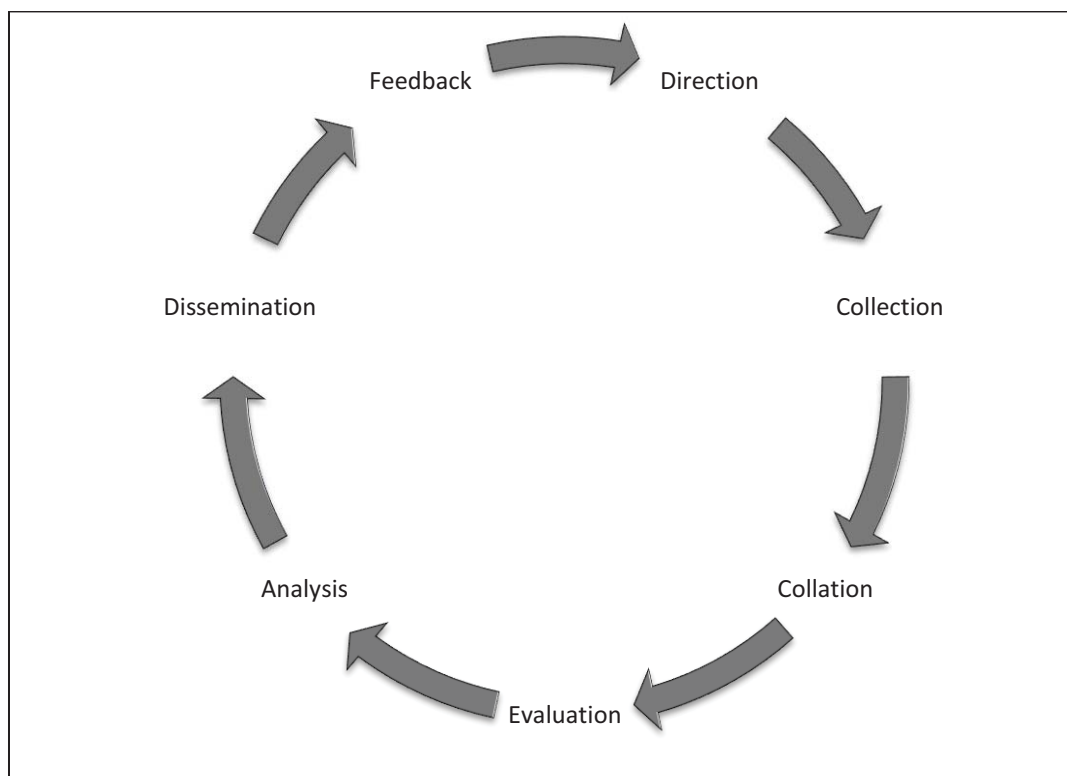 Feedback
Direction
Collection
Collation
Evaluation
Analysis
Dissemination